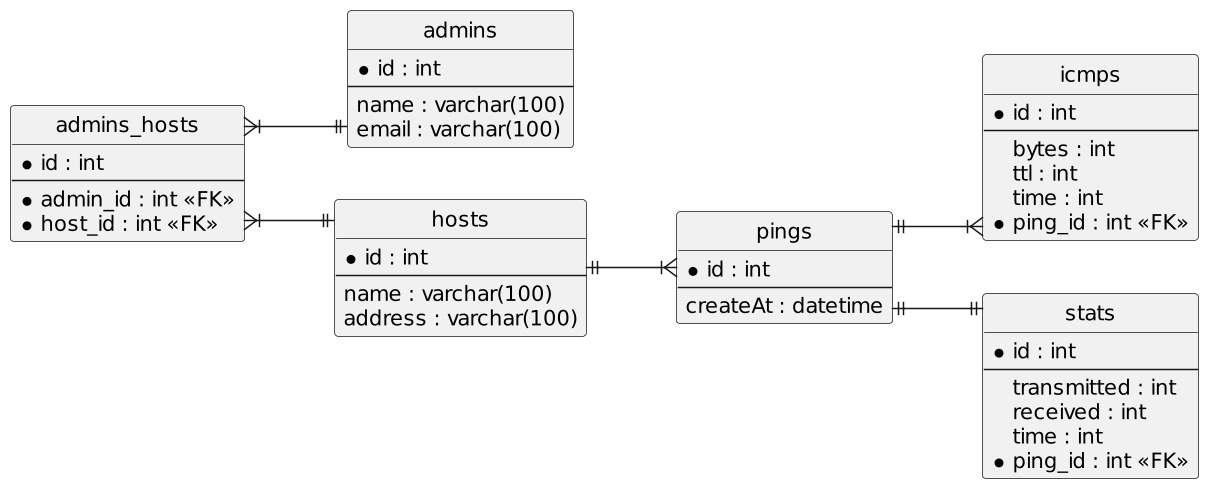 admins
* id : int
name : varchar(100)
email : varchar(100)
admins_hosts
* id : int
* admin_id : int «FK»
* host_id : int «FK»
hosts
* id : int
name : varchar(100)
address : varchar(100)
pings
* id : int
createAt : datetime
icmps
* id : int
bytes : int
ttl : int
time : int
* ping_id : int «FK»
stats
* id : int
transmitted : int
received : int
time : int
* ping_id : int «FK»